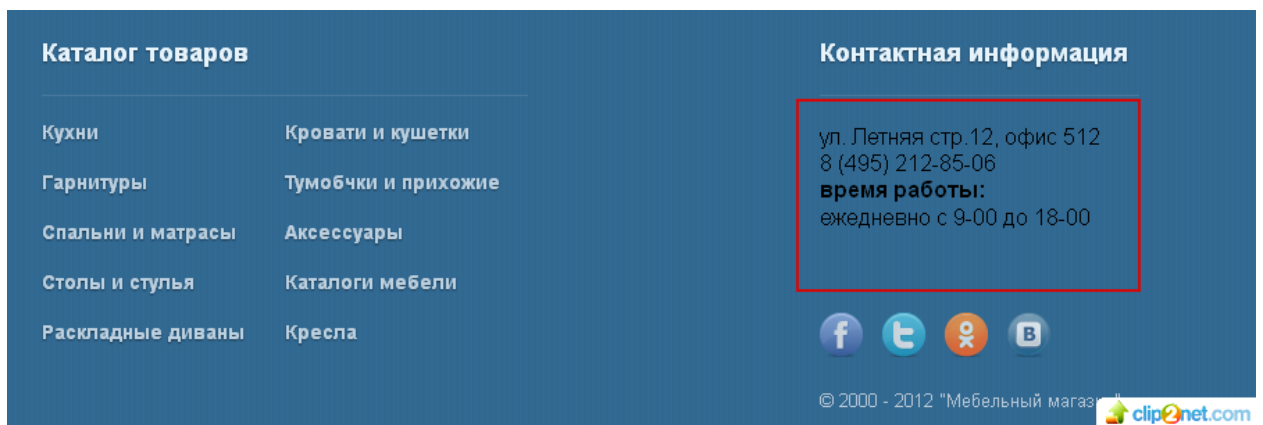 Каталог товаров
Кухни
Гарнитуры
Спальни и матрасы
Столы и стулья
Раскладные диваны
Кровати и кушетки
Тумобчки и прихожие
Аксессуары
Каталоги мебели
Кресла
Контактная информация
ул. Летняя стр.12, офис 512
8 (495) 212-85-06
время работы:
ежедневно с 9-00 до 18-00
f t В
© 2000 - 2012 "Мебельный
clip2net.com